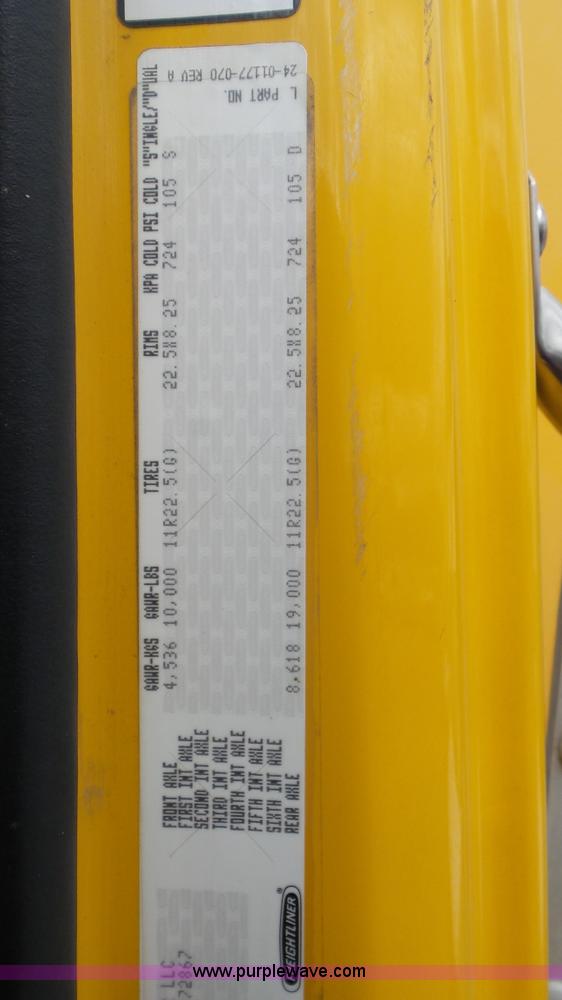 GAWR-KGS GAWR-LBS TIRES RIMS KPA COLD PSI COLD "S"INGLE/"D"UAL
FRONT AXLE 4,536 10,000 11R22.5(G) 22.5X8.25 724 105 S
FIRST INT AXLE
SECOND INT AXLE
THIRD INT AXLE
FOURTH INT AXLE
FIFTH INT AXLE
SIXTH INT AXLE
REAR AXLE 8,618 19,000 11R22.5(G) 22.5X8.25 724 105 D
L PART NO.
24-01177-070 REV A
LLC
72867
EIGHTLINER
www.purplewave.com